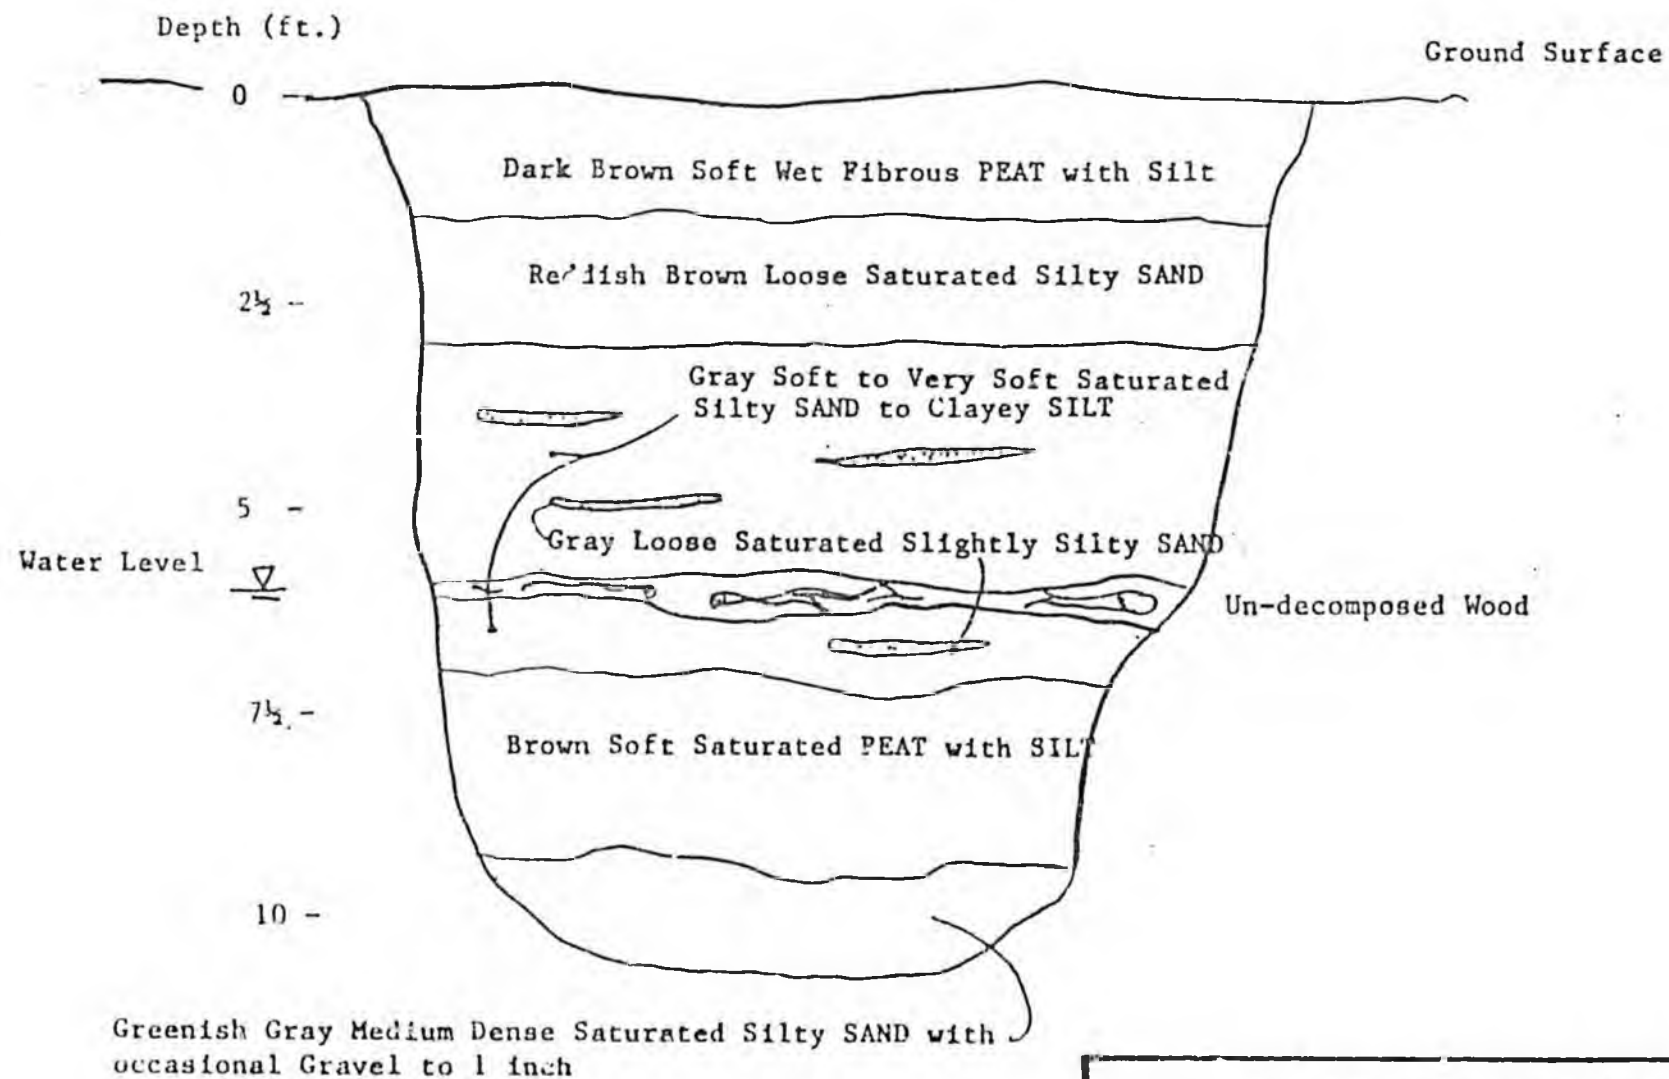 Depth (ft.)
Ground Surface
0 -
Dark Brown Soft Wet Fibrous PEAT with Silt
Reddish Brown Loose Saturated Silty SAND
2½ -
Gray Soft to Very Soft Saturated
Silty SAND to Clayey SILT
5 -
Gray Loose Saturated Slightly Silty SAND
Water Level
Un-decomposed Wood
7½ -
Brown Soft Saturated PEAT with SILT
10 -
Greenish Gray Medium Dense Saturated Silty SAND with
occasional Gravel to 1 inch